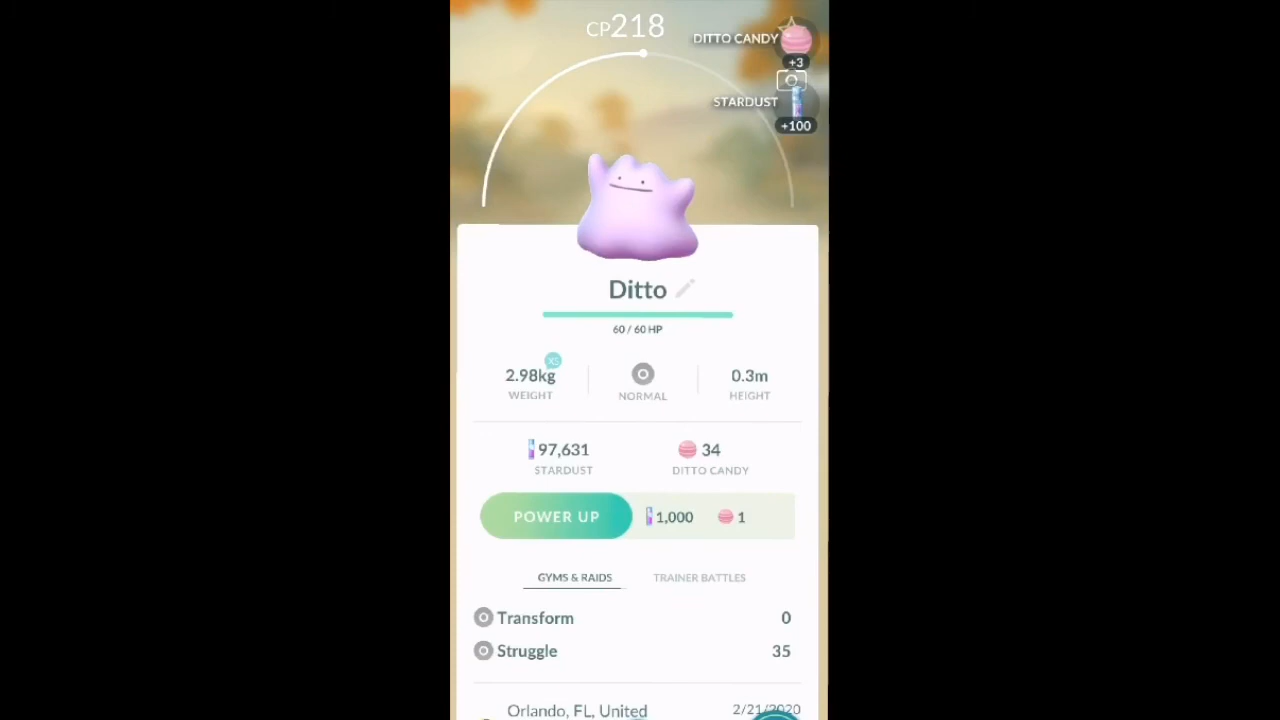 CP218
DITTO CANDY
+3
STARDUST
+100
Ditto
60 / 60 HP
XS
2.98kg
WEIGHT
NORMAL
0.3m
HEIGHT
97,631
STARDUST
34
DITTO CANDY
POWER UP
1,000
1
GYMS & RAIDS
TRAINER BATTLES
Transform 0
Struggle 35
Orlando, FL, United
2/21/2020